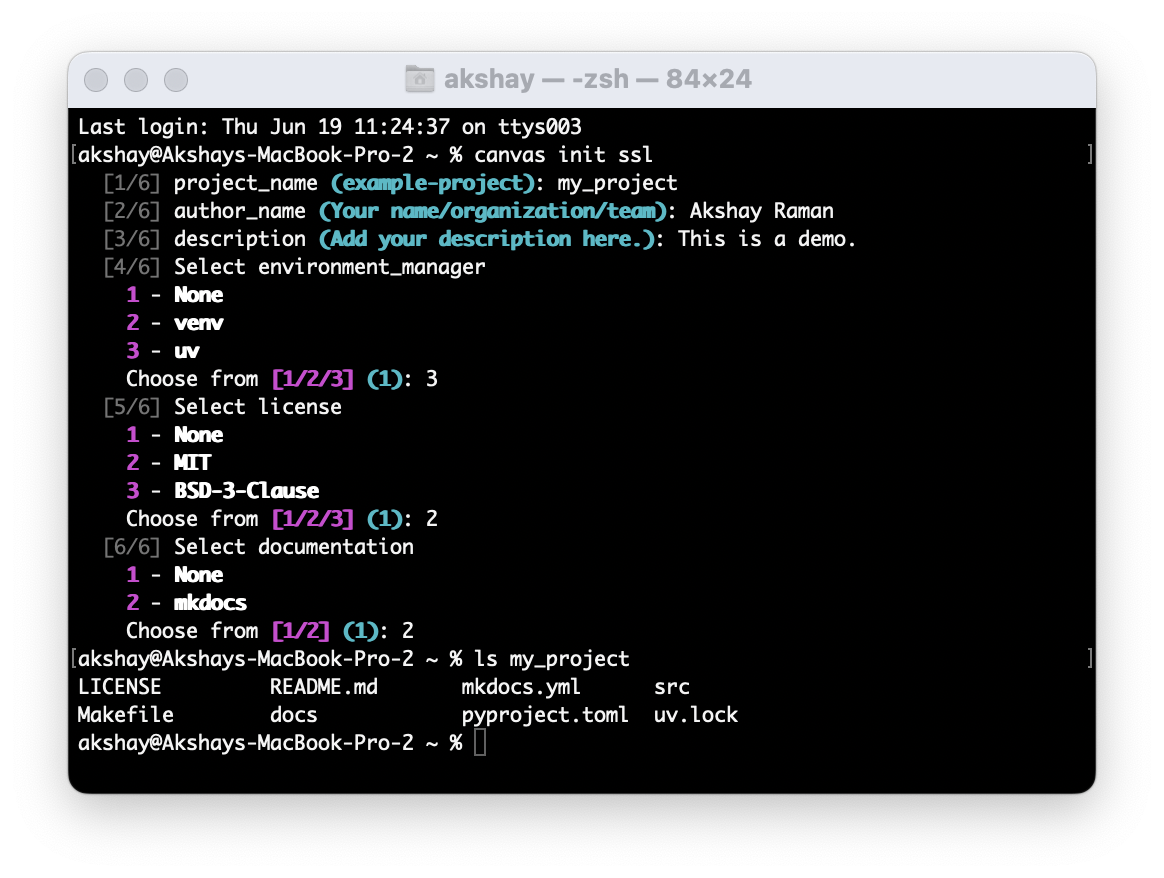 akshay — -zsh — 84×24
Last login: Thu Jun 19 11:24:37 on ttys003
[akshay@Akshays-MacBook-Pro-2 ~ % canvas init ssl ]
[1/6] project_name (example-project): my_project
[2/6] author_name (Your name/organization/team): Akshay Raman
[3/6] description (Add your description here.): This is a demo.
[4/6] Select environment_manager
1 - None
2 - venv
3 - uv
Choose from [1/2/3] (1): 3
[5/6] Select license
1 - None
2 - MIT
3 - BSD-3-Clause
Choose from [1/2/3] (1): 2
[6/6] Select documentation
1 - None
2 - mkdocs
Choose from [1/2] (1): 2
[akshay@Akshays-MacBook-Pro-2 ~ % ls my_project ]
LICENSE README.md mkdocs.yml src
Makefile docs pyproject.toml uv.lock
akshay@Akshays-MacBook-Pro-2 ~ %